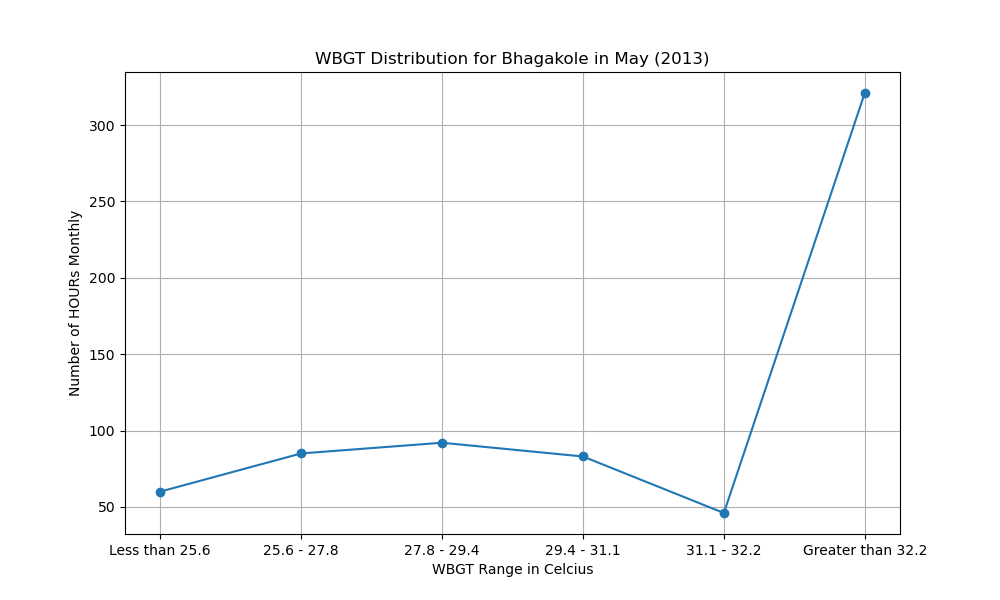 WBGT Distribution for Bhagakole in May (2013)
Number of HOURs Monthly
300
250
200
150
100
50
Less than 25.6
25.6 - 27.8
27.8 - 29.4
29.4 - 31.1
31.1 - 32.2
Greater than 32.2
WBGT Range in Celcius